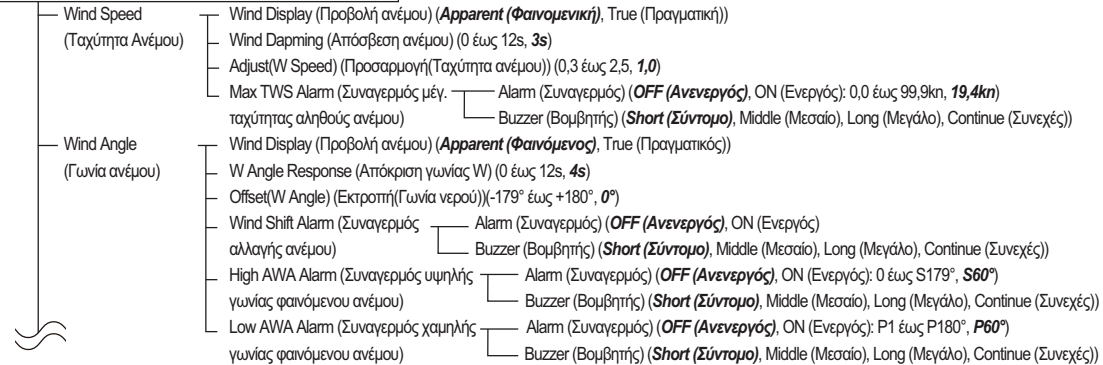 Wind Speed Wind Display (Προβολή ανέμου) (Apparent (Φαινομενική), True (Πραγματική))
(Ταχύτητα Ανέμου) Wind Dapming (Απόσβεση ανέμου) (0 έως 12s, 3s)
Adjust(W Speed) (Προσαρμογή(Ταχύτητα ανέμου)) (0,3 έως 2,5, 1,0)
Max TWS Alarm (Συναγερμός μέγ. Alarm (Συναγερμός) (OFF (Ανενεργός), ON (Ενεργός): 0,0 έως 99,9kn, 19,4kn)
ταχύτητας αληθούς ανέμου) Buzzer (Βομβητής) (Short (Σύντομο), Middle (Μεσαίο), Long (Μεγάλο), Continue (Συνεχές))
Wind Angle Wind Display (Προβολή ανέμου) (Apparent (Φαινόμενος), True (Πραγματικός))
(Γωνία ανέμου) W Angle Response (Απόκριση γωνίας W) (0 έως 12s, 4s)
Offset(W Angle) (Εκτροπή(Γωνία νερού))(-179° έως +180°, 0°)
Wind Shift Alarm (Συναγερμός Alarm (Συναγερμός) (OFF (Ανενεργός), ON (Ενεργός)
αλλαγής ανέμου) Buzzer (Βομβητής) (Short (Σύντομο), Middle (Μεσαίο), Long (Μεγάλο), Continue (Συνεχές))
High AWA Alarm (Συναγερμός υψηλής Alarm (Συναγερμός) (OFF (Ανενεργός), ON (Ενεργός): 0 έως S179°, S60°)
γωνίας φαινόμενου ανέμου) Buzzer (Βομβητής) (Short (Σύντομο), Middle (Μεσαίο), Long (Μεγάλο), Continue (Συνεχές))
Low AWA Alarm (Συναγερμός χαμηλής Alarm (Συναγερμός) (OFF (Ανενεργός), ON (Ενεργός): P1 έως P180°, P60°)
γωνίας φαινόμενου ανέμου) Buzzer (Βομβητής) (Short (Σύντομο), Middle (Μεσαίο), Long (Μεγάλο), Continue (Συνεχές))